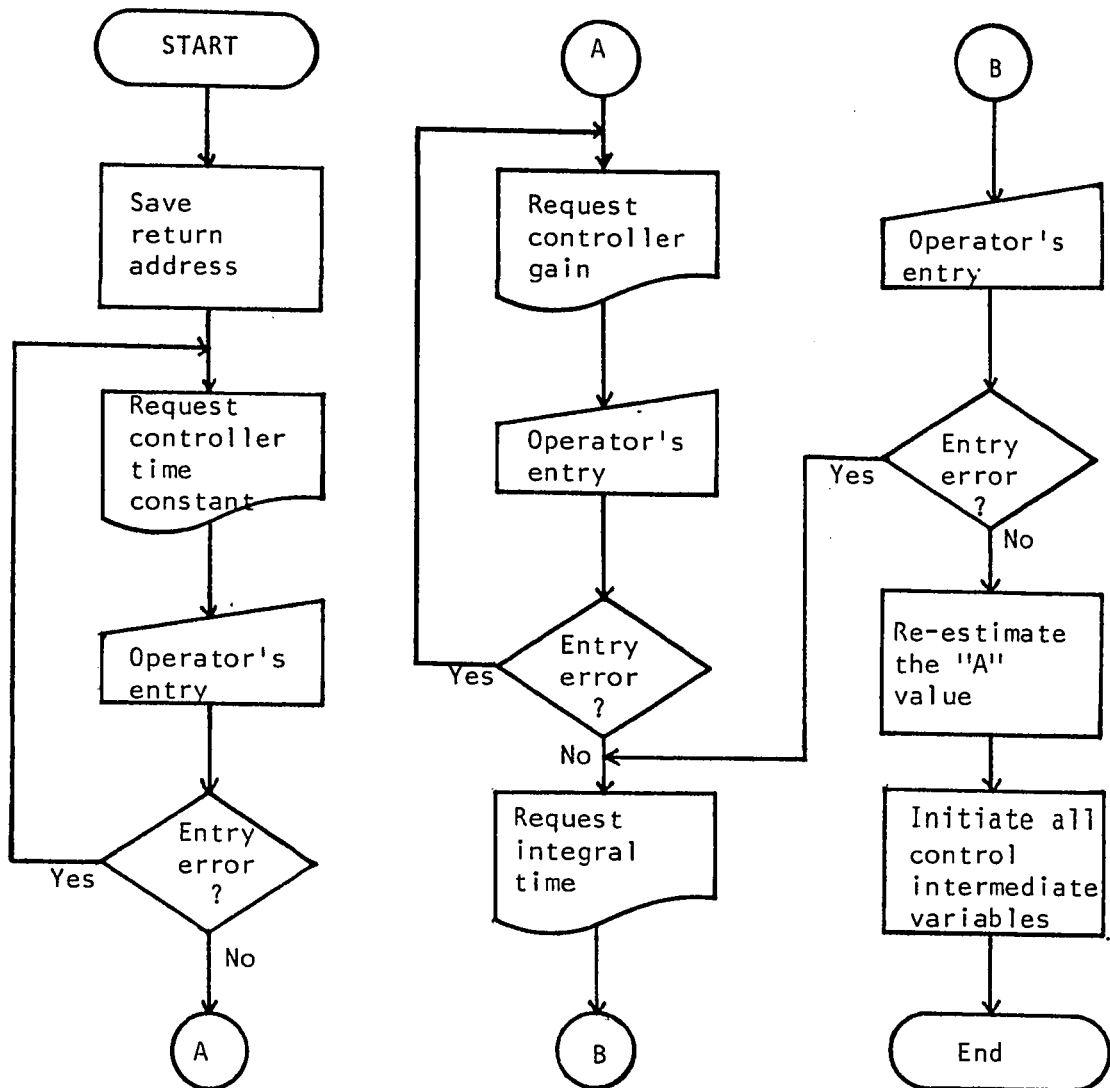 START
Save
return
address
Request
controller
time
constant
Operator's
entry
Entry
error
?
Yes
No
A
A
Request
controller
gain
Operator's
entry
Entry
error
?
Yes
No
Request
integral
time
B
B
Operator's
entry
Entry
error
?
Yes
No
Re-estimate
the "A"
value
Initiate all
control
intermediate
variables
End